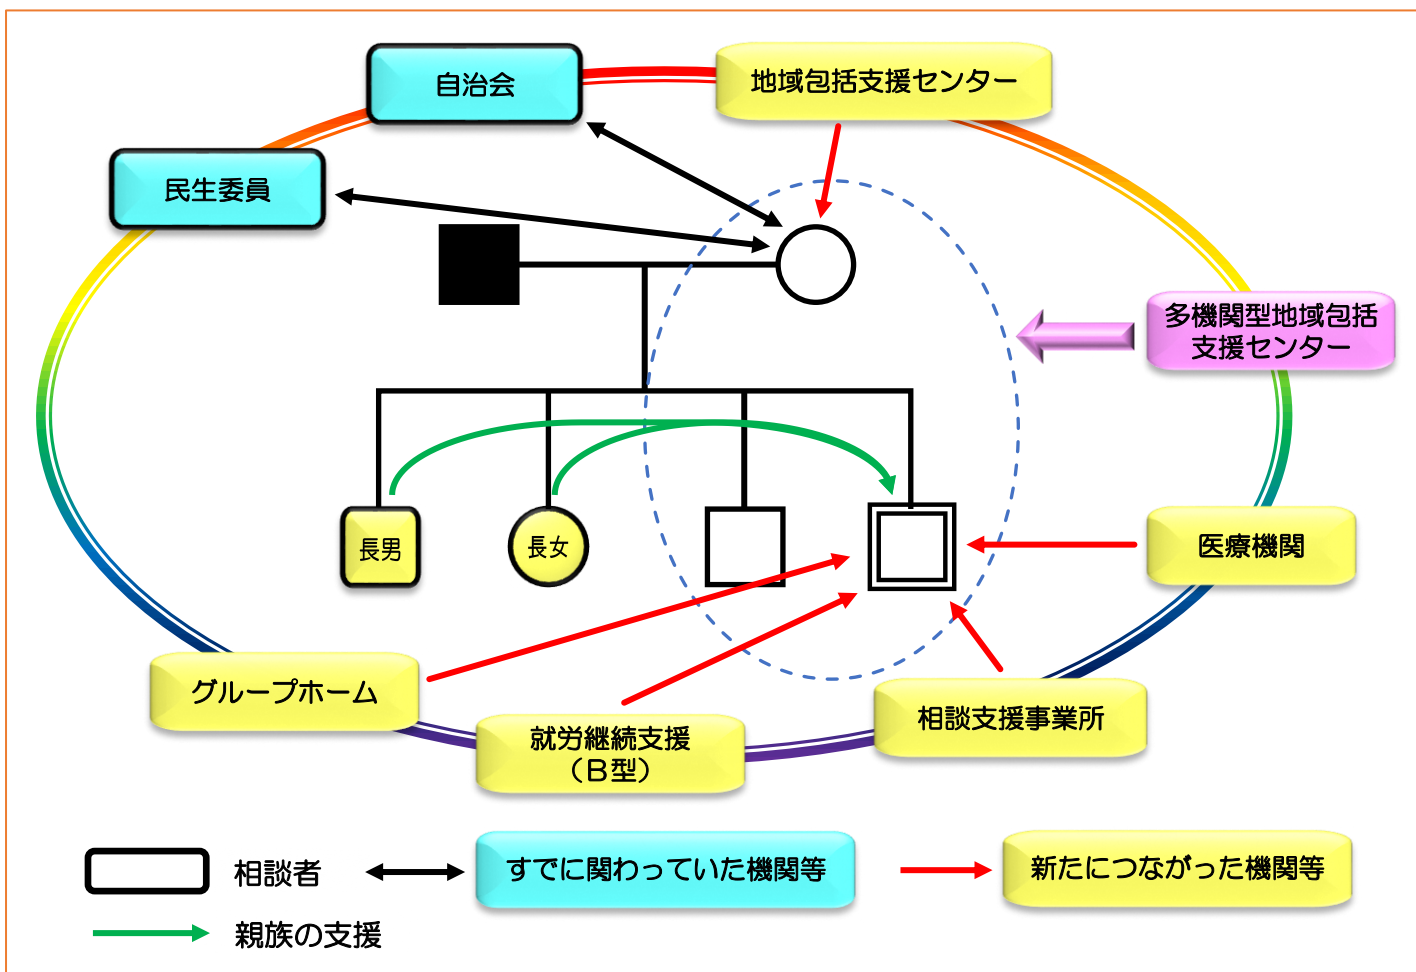 自治会
地域包括支援センター
民生委員
多機関型地域包括
支援センター
長男
長女
医療機関
グループホーム
相談支援事業所
就労継続支援
（Ｂ型）
相談者
すでに関わっていた機関等
新たにつながった機関等
親族の支援